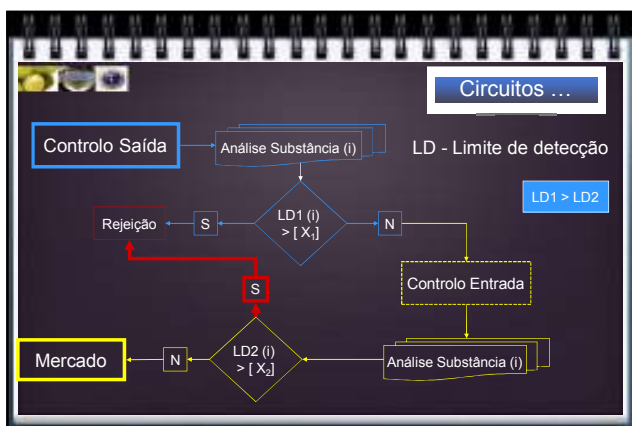 Circuitos …
Controlo Saída
Análise Substância (i)
LD - Limite de detecção
LD1 > LD2
Rejeição
S
LD1 (i)
> [ X₁]
N
Controlo Entrada
S
Mercado
N
LD2 (i)
> [ X₂]
Análise Substância (i)